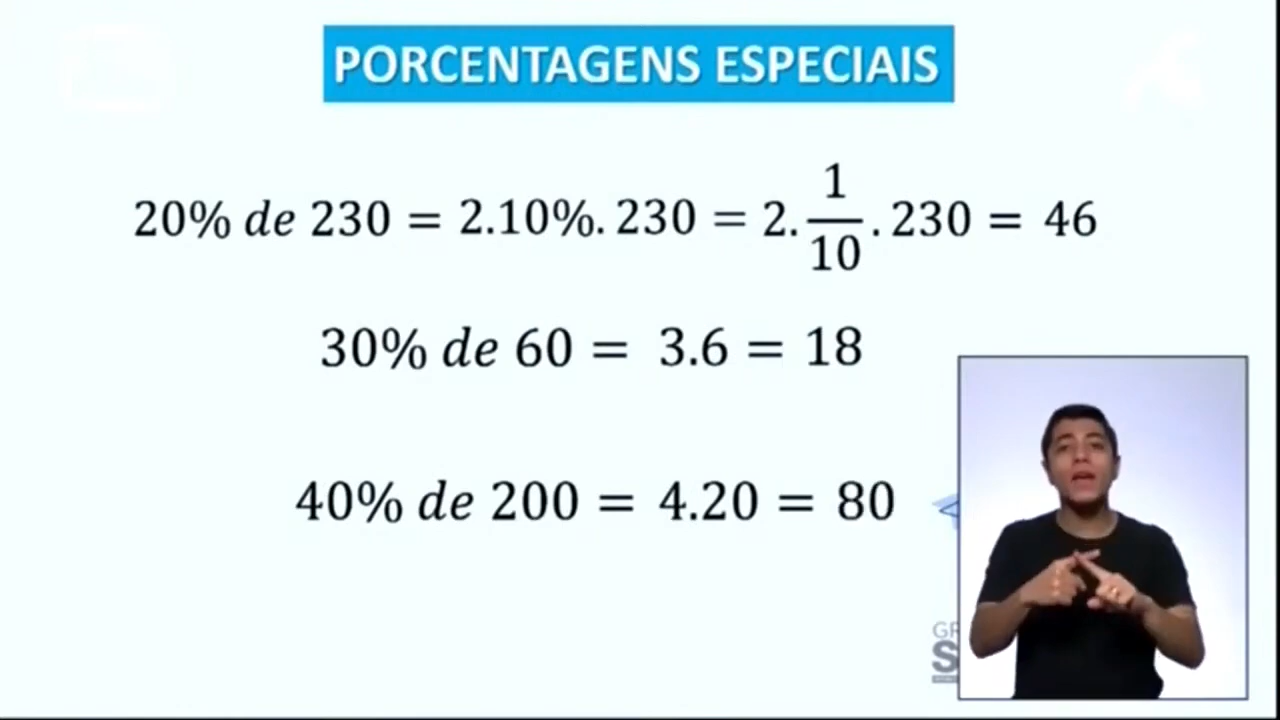 PORCENTAGENS ESPECIAIS
20% de 230 = 2.10%. 230 = 2. 1/10 . 230 = 46
30% de 60 = 3.6 = 18
40% de 200 = 4.20 = 80